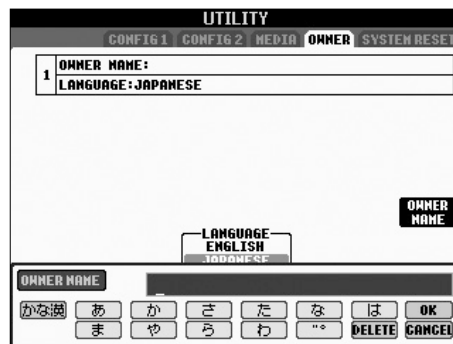 UTILITY
CONFIG 1 CONFIG 2 MEDIA OWNER SYSTEM RESET
1
OWNER NAME:
LANGUAGE:JAPANESE
OWNER NAME
LANGUAGE
ENGLISH
JAPANESE
OWNER NAME
かな漢 あ か さ た な は OK
ま や ら わ "° DELETE CANCEL